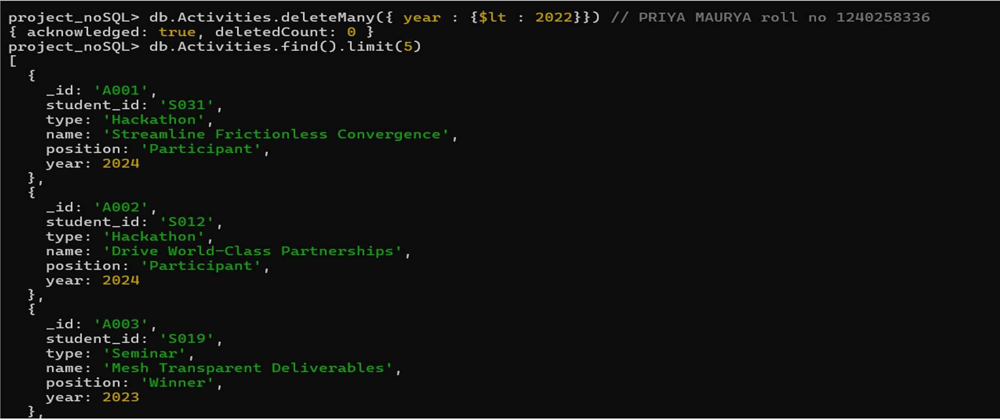 project_noSQL> db.Activities.deleteMany({ year : {$lt : 2022}}) // PRIYA MAURYA roll no 1240258336
{ acknowledged: true, deletedCount: 0 }
project_noSQL> db.Activities.find().limit(5)
[
  {
    _id: 'A001',
    student_id: 'S031',
    type: 'Hackathon',
    name: 'Streamline Frictionless Convergence',
    position: 'Participant',
    year: 2024
  },
  {
    _id: 'A002',
    student_id: 'S012',
    type: 'Hackathon',
    name: 'Drive World-Class Partnerships',
    position: 'Participant',
    year: 2024
  },
  {
    _id: 'A003',
    student_id: 'S019',
    type: 'Seminar',
    name: 'Mesh Transparent Deliverables',
    position: 'Winner',
    year: 2023
  },